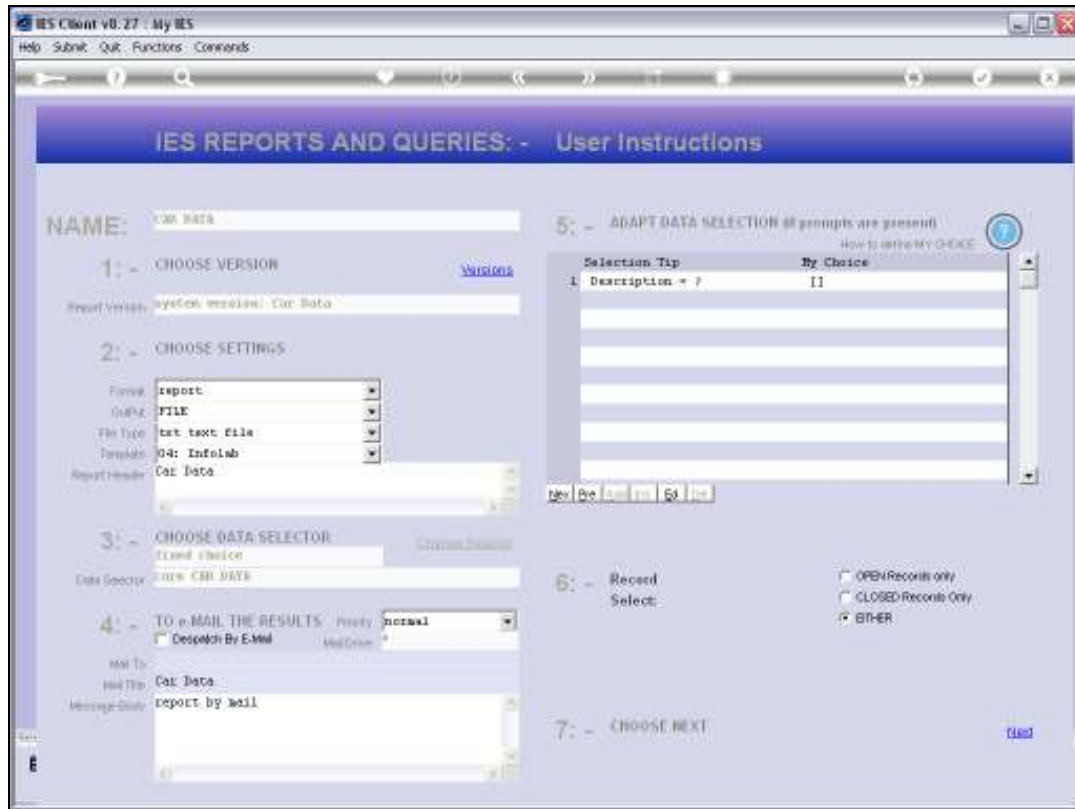 IES Client v8.27 : My IES
Help Submit Quit Functions Commands
IES REPORTS AND QUERIES: - User Instructions
NAME: CAR DATA
1: - CHOOSE VERSION Versions
Report Version system version: Car Data
2: - CHOOSE SETTINGS
Format report
OutPut FILE
File Type txt text file
Template 04: Infolab
Report Header Car Data
3: - CHOOSE DATA SELECTOR Change Selector
fixed choice
Data Selector CAR DATA
4: - TO e-MAIL THE RESULTS Priority normal
Despatch By E-Mail Mail Driver *
Mail To
Mail Title Car Data
Message Body report by mail
5: - ADAPT DATA SELECTION (if prompts are present)
How to define MY CHOICE ?
Selection Tip My Choice
1 Description = ? []
Nex Pre Add Ins Ed Del
6: - Record OPEN Records only
Select: CLOSED Records Only
EITHER
7: - CHOOSE NEXT Next